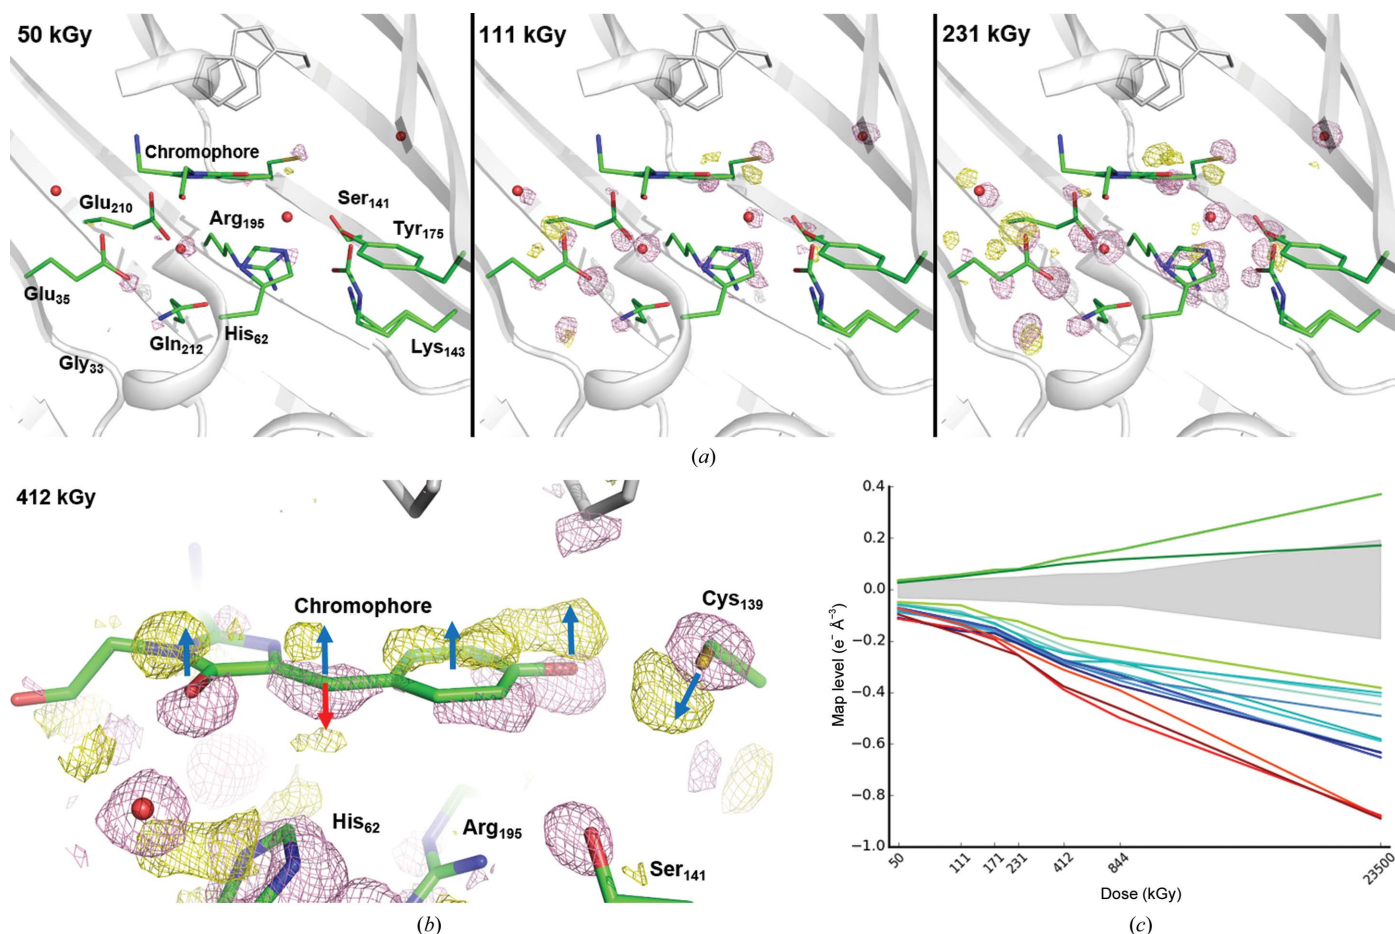 50 kGy
111 kGy
231 kGy
Chromophore
Glu210
Arg195
Ser141
Tyr175
Glu35
Gln212
His62
Lys143
Gly33
(a)
412 kGy
Chromophore
Cys139
His62
Arg195
Ser141
(b)
0.4
0.2
0.0
−0.2
−0.4
−0.6
−0.8
−1.0
Map level (e− Å−3)
50
111
171
231
412
844
23500
Dose (kGy)
(c)